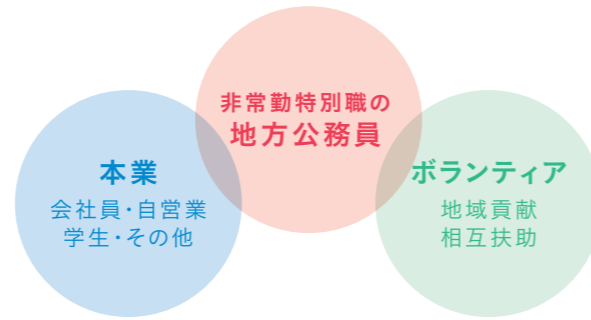 非常勤特別職の
地方公務員
本業
会社員・自営業
学生・その他
ボランティア
地域貢献
相互扶助